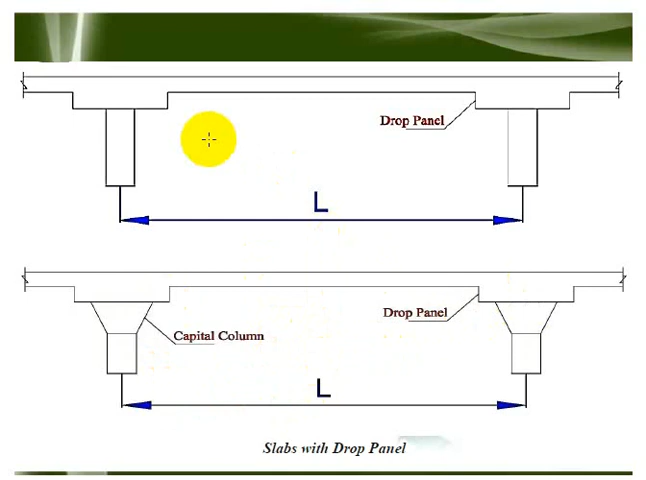 Drop Panel
L
Drop Panel
Capital Column
L
Slabs with Drop Panel